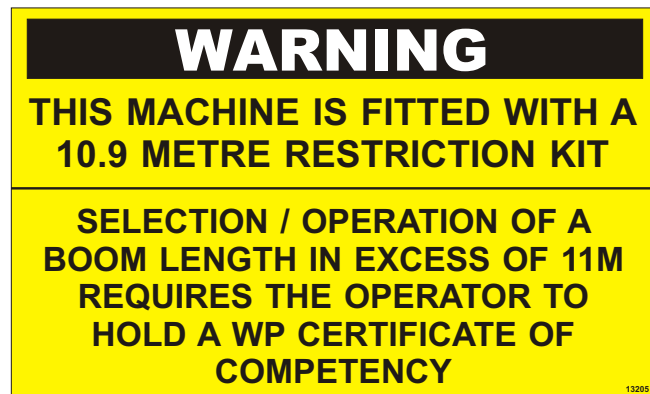 WARNING
THIS MACHINE IS FITTED WITH A
10.9 METRE RESTRICTION KIT
SELECTION / OPERATION OF A
BOOM LENGTH IN EXCESS OF 11M
REQUIRES THE OPERATOR TO
HOLD A WP CERTIFICATE OF
COMPETENCY
13205